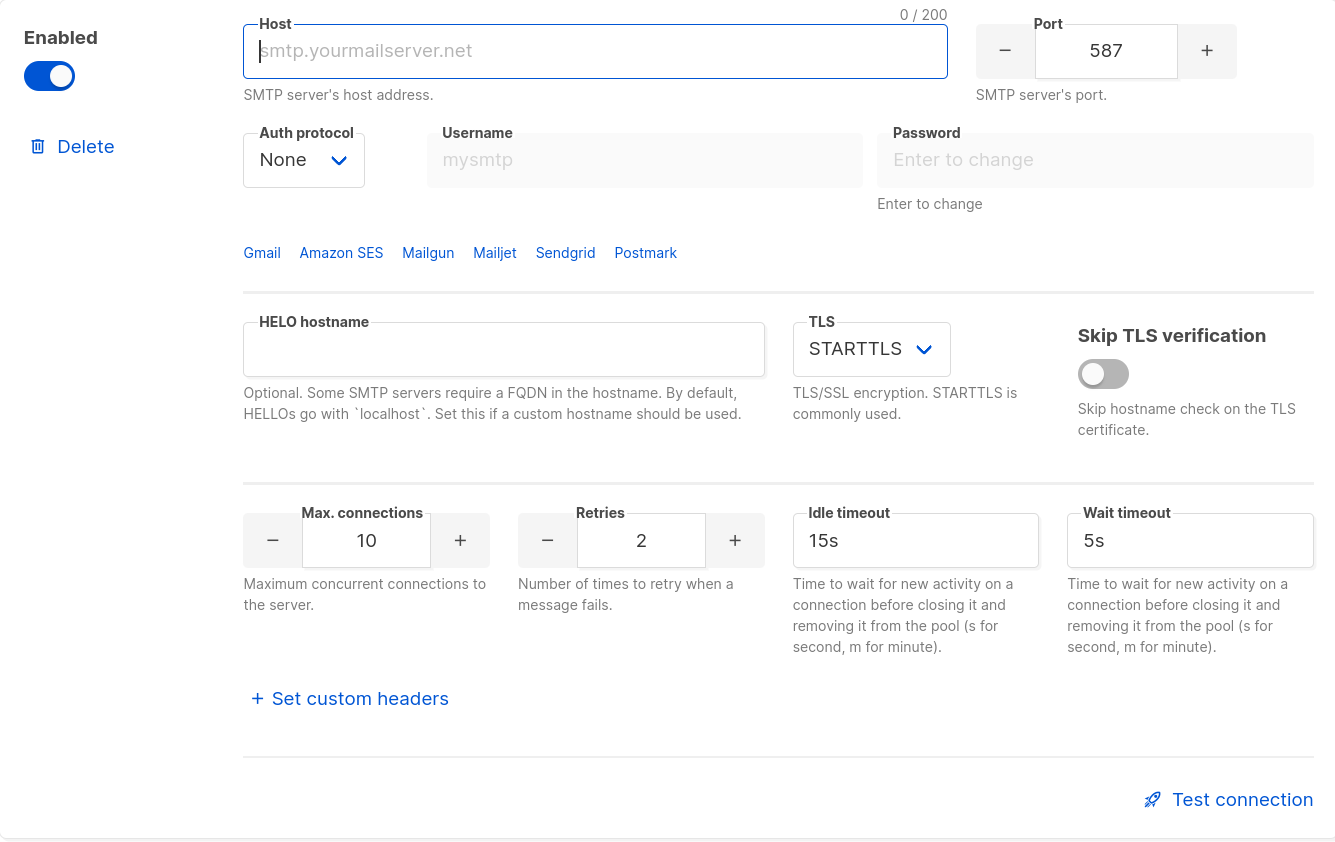 Enabled
Delete
Host
0 / 200
smtp.yourmailserver.net
SMTP server's host address.
Port
− 587 +
SMTP server's port.
Auth protocol
None
Username
mysmtp
Password
Enter to change
Enter to change
Gmail Amazon SES Mailgun Mailjet Sendgrid Postmark
HELO hostname
Optional. Some SMTP servers require a FQDN in the hostname. By default,
HELLOs go with `localhost`. Set this if a custom hostname should be used.
TLS
STARTTLS
TLS/SSL encryption. STARTTLS is
commonly used.
Skip TLS verification
Skip hostname check on the TLS
certificate.
Max. connections
− 10 +
Maximum concurrent connections to
the server.
Retries
− 2 +
Number of times to retry when a
message fails.
Idle timeout
15s
Time to wait for new activity on a
connection before closing it and
removing it from the pool (s for
second, m for minute).
Wait timeout
5s
Time to wait for new activity on a
connection before closing it and
removing it from the pool (s for
second, m for minute).
+ Set custom headers
Test connection